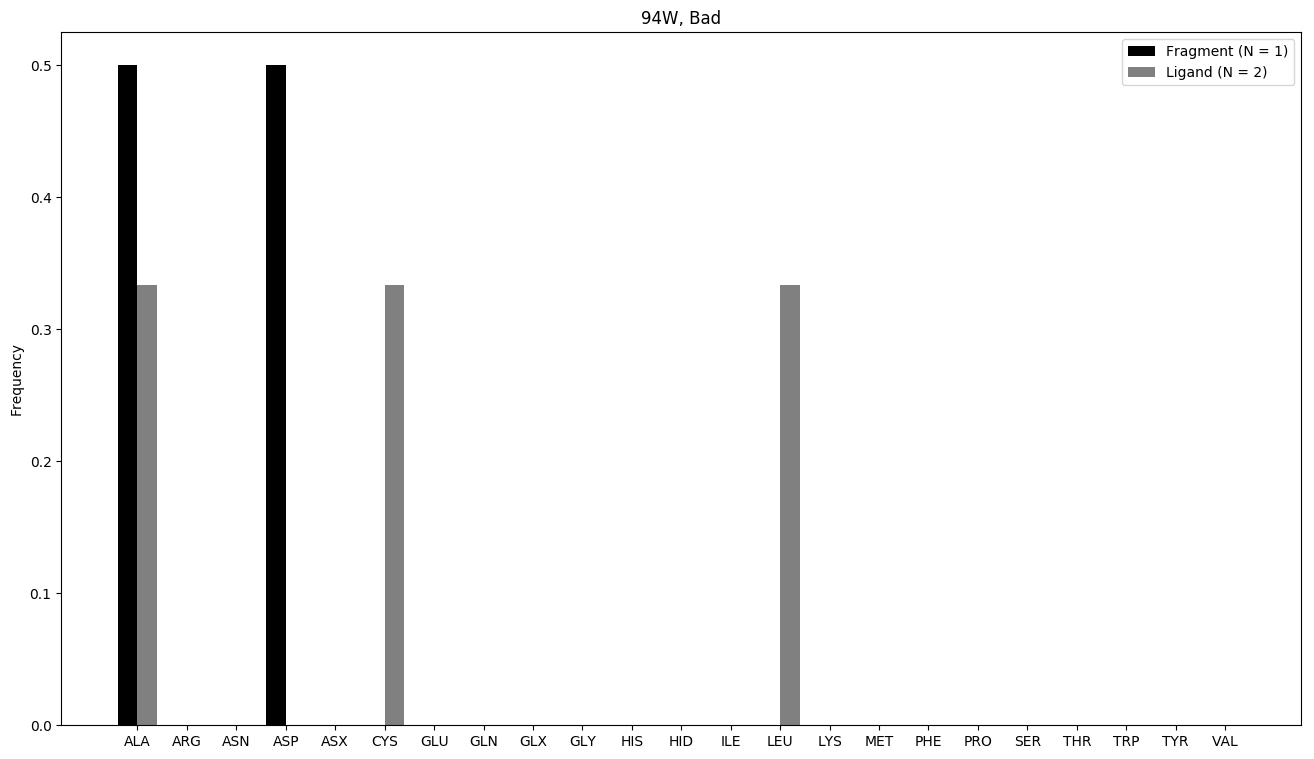 94W, Bad
Fragment (N = 1)
Ligand (N = 2)
Frequency
0.5
0.4
0.3
0.2
0.1
0.0
ALA ARG ASN ASP ASX CYS GLU GLN GLX GLY HIS HID ILE LEU LYS MET PHE PRO SER THR TRP TYR VAL